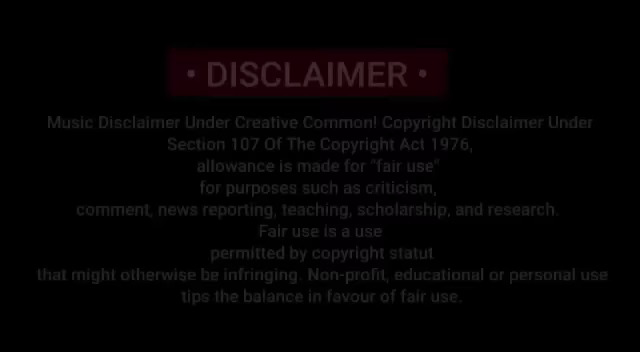 • DISCLAIMER •
Music Disclaimer Under Creative Common! Copyright Disclaimer Under
Section 107 Of The Copyright Act 1976,
allowance is made for "fair use"
for purposes such as criticism,
comment, news reporting, teaching, scholarship, and research.
Fair use is a use
permitted by copyright statut
that might otherwise be infringing. Non-profit, educational or personal use
tips the balance in favour of fair use.